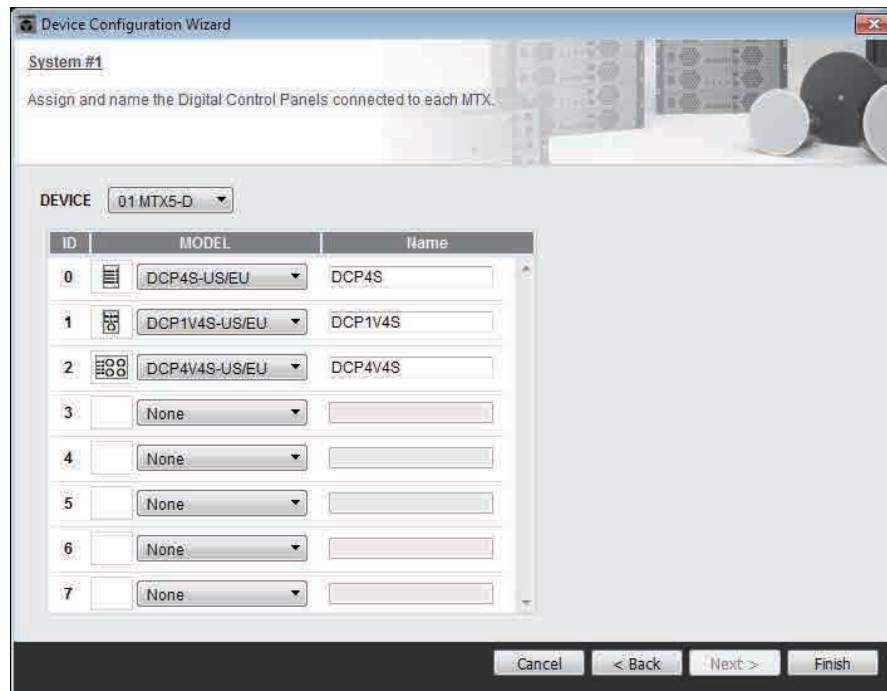 Device Configuration Wizard
System #1
Assign and name the Digital Control Panels connected to each MTX.
DEVICE 01:MTX5-D
ID MODEL Name
0 DCP4S-US/EU DCP4S
1 DCP1V4S-US/EU DCP1V4S
2 DCP4V4S-US/EU DCP4V4S
3 None
4 None
5 None
6 None
7 None
Cancel < Back Next > Finish